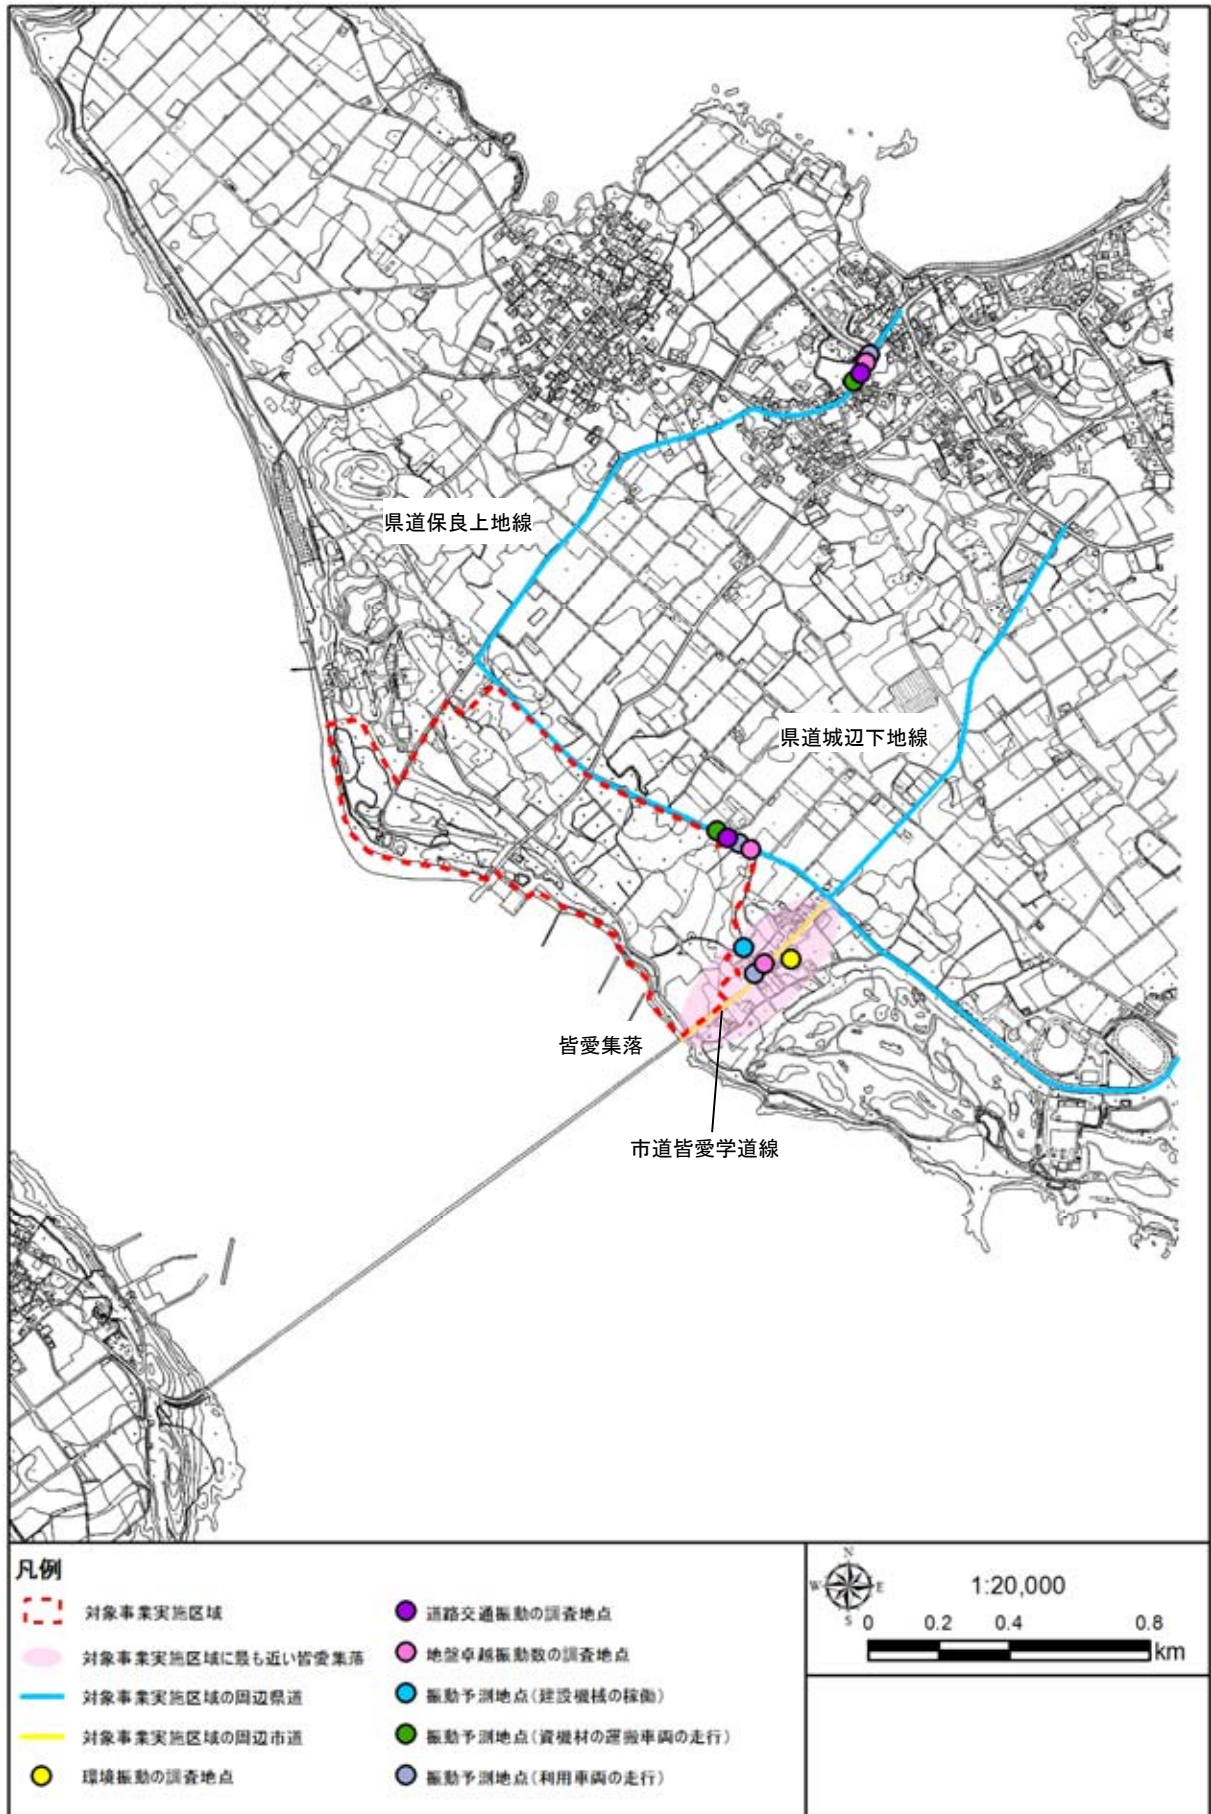 県道保良上地線
県道城辺下地線
皆愛集落
市道皆愛学道線
凡例
対象事業実施区域
対象事業実施区域に最も近い皆愛集落
対象事業実施区域の周辺県道
対象事業実施区域の周辺市道
環境振動の調査地点
道路交通振動の調査地点
地盤卓越振動数の調査地点
振動予測地点(建設機械の稼働)
振動予測地点(資機材の運搬車両の走行)
振動予測地点(利用車両の走行)
N
W E
S
1:20,000
0 0.2 0.4 0.8
km